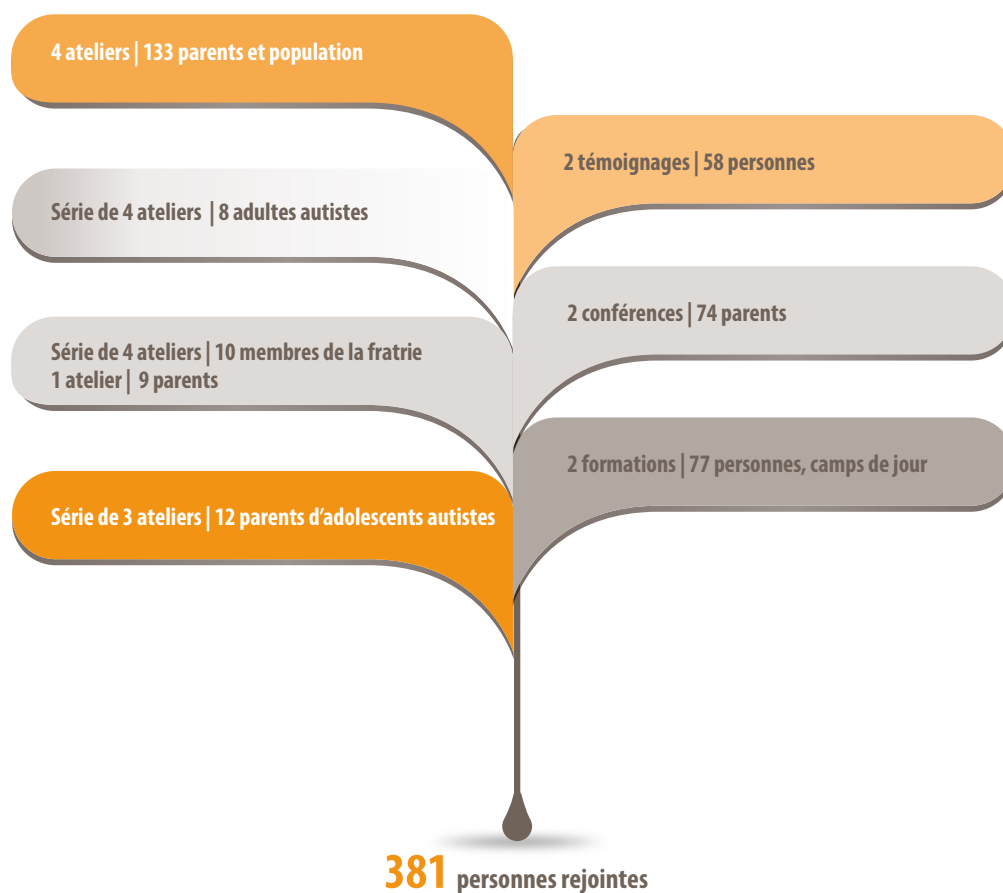 4 ateliers | 133 parents et population
2 témoignages | 58 personnes
Série de 4 ateliers | 8 adultes autistes
2 conférences | 74 parents
Série de 4 ateliers | 10 membres de la fratrie
1 atelier | 9 parents
2 formations | 77 personnes, camps de jour
Série de 3 ateliers | 12 parents d'adolescents autistes
381 personnes rejointes